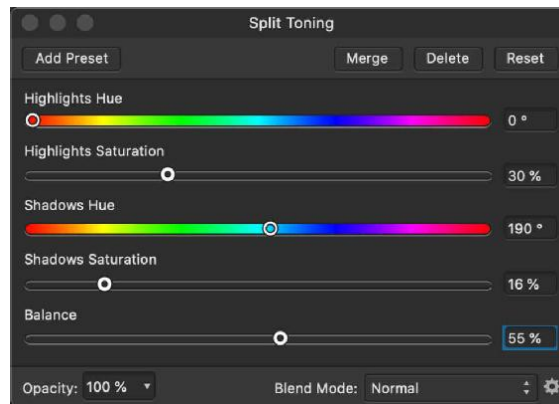 Split Toning
Add Preset Merge Delete Reset
Highlights Hue
0 °
Highlights Saturation
30 %
Shadows Hue
190 °
Shadows Saturation
16 %
Balance
55 %
Opacity: 100 % Blend Mode: Normal